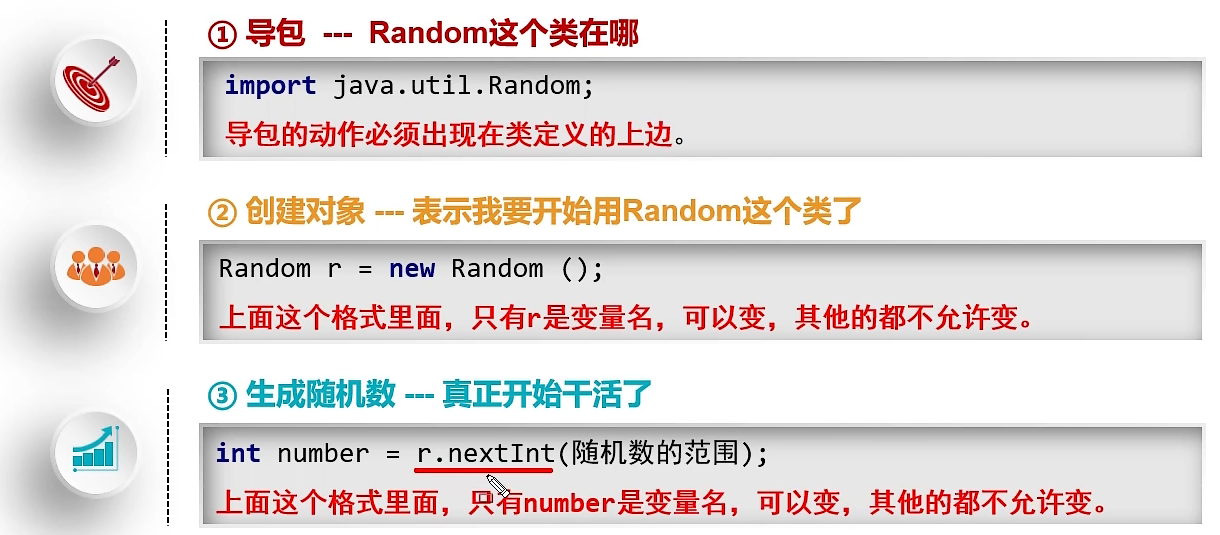 ① 导包 --- Random这个类在哪
import java.util.Random;
导包的动作必须出现在类定义的上边。
② 创建对象 --- 表示我要开始用Random这个类了
Random r = new Random ();
上面这个格式里面，只有r是变量名，可以变，其他的都不允许变。
③ 生成随机数 --- 真正开始干活了
int number = r.nextInt(随机数的范围);
上面这个格式里面，只有number是变量名，可以变，其他的都不允许变。